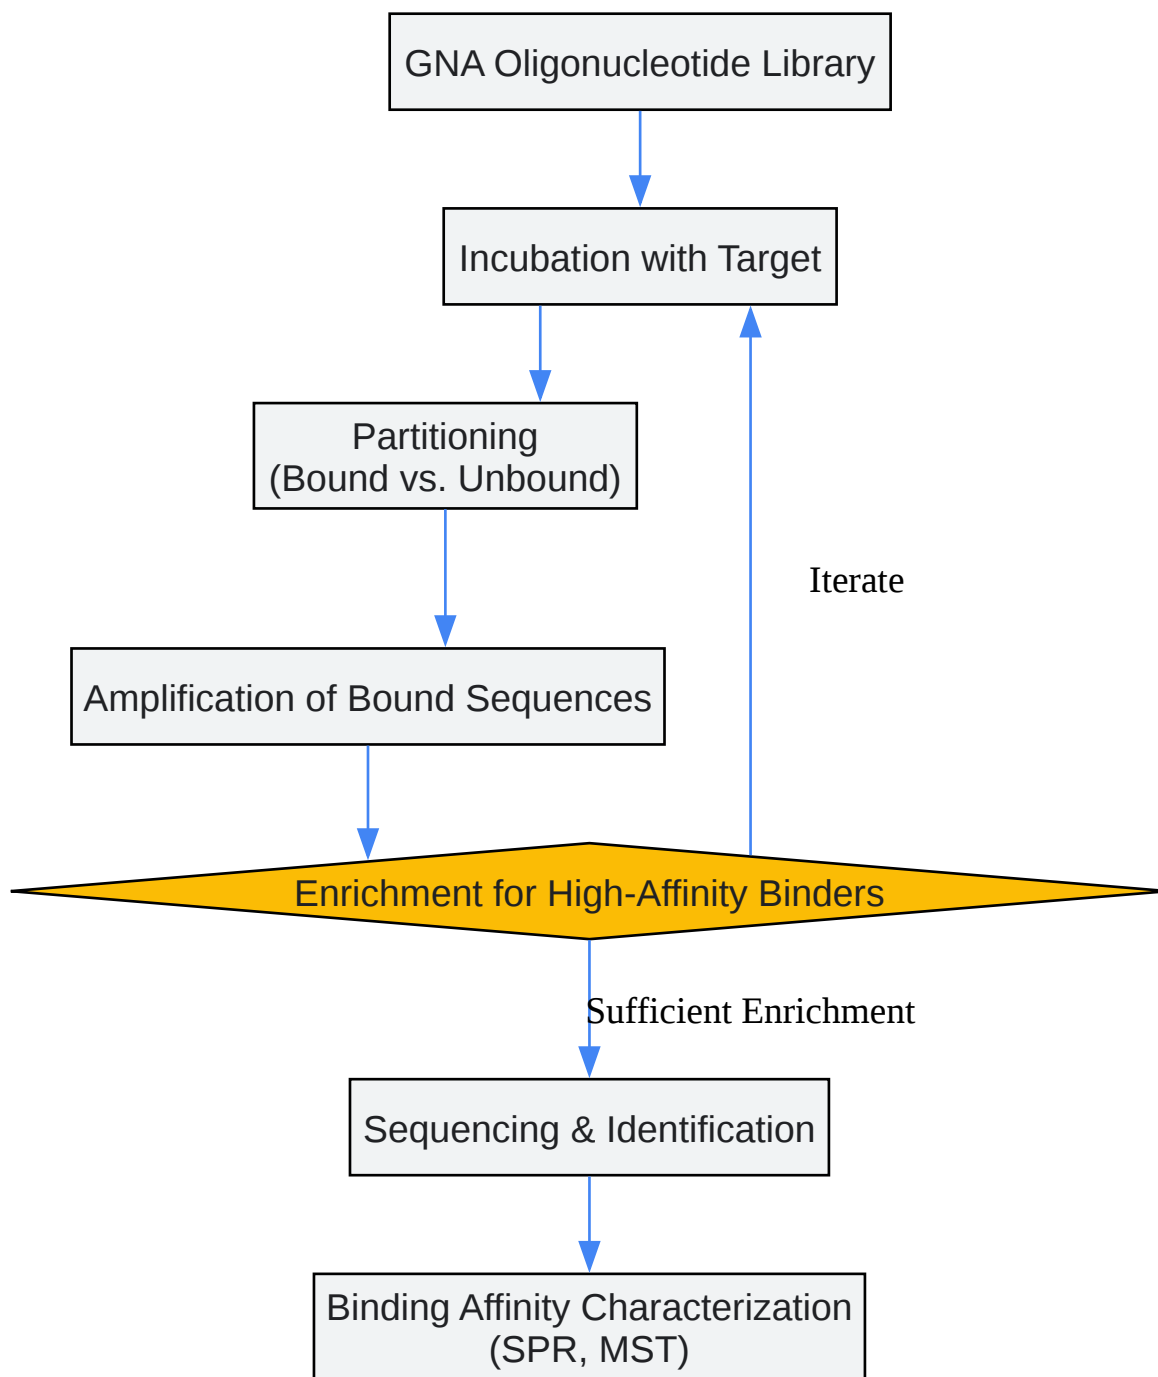 GNA Oligonucleotide Library
Incubation with Target
Partitioning
(Bound vs. Unbound)
Iterate
Amplification of Bound Sequences
Enrichment for High-Affinity Binders
Sufficient Enrichment
Sequencing & Identification
Binding Affinity Characterization
(SPR, MST)